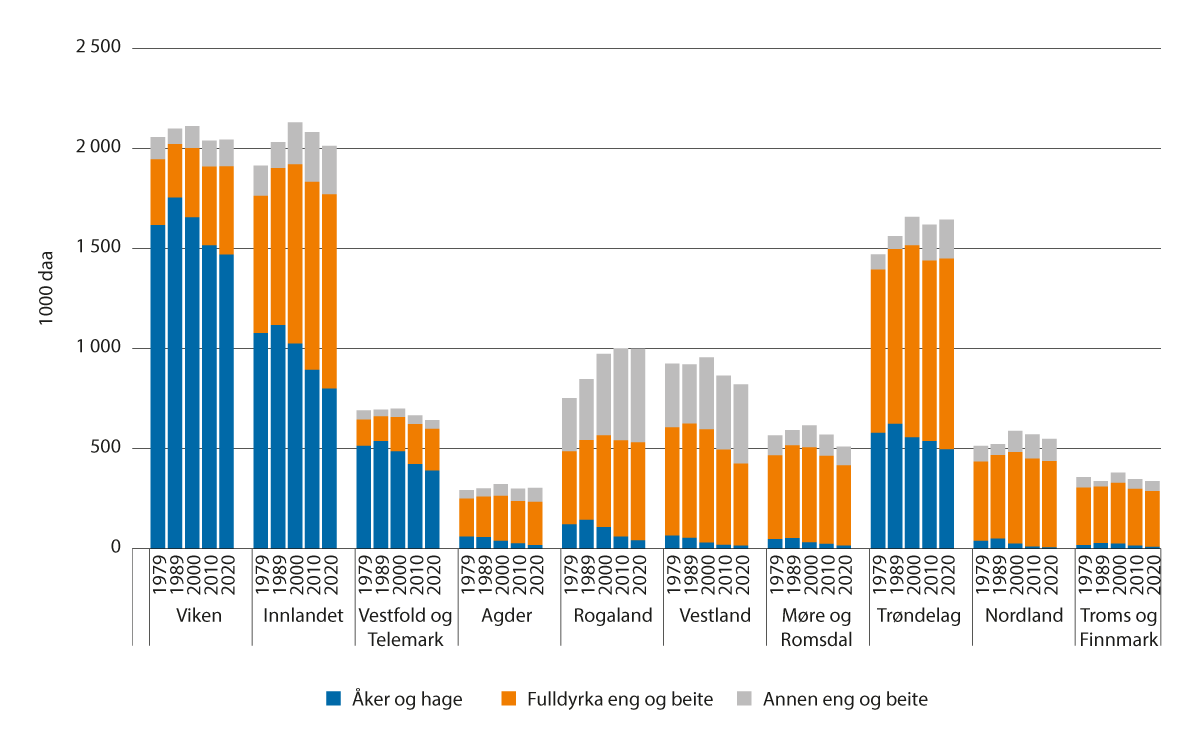 2 500
2 000
1 500
1 000
500
0
1000 daa
1979 1989 2000 2010 2020 1979 1989 2000 2010 2020 1979 1989 2000 2010 2020 1979 1989 2000 2010 2020 1979 1989 2000 2010 2020 1979 1989 2000 2010 2020 1979 1989 2000 2010 2020 1979 1989 2000 2010 2020 1979 1989 2000 2010 2020 1979 1989 2000 2010 2020
Viken
Innlandet
Vestfold og
Telemark
Agder
Rogaland
Vestland
Møre og
Romsdal
Trøndelag
Nordland
Troms og
Finnmark
Åker og hage
Fulldyrka eng og beite
Annen eng og beite